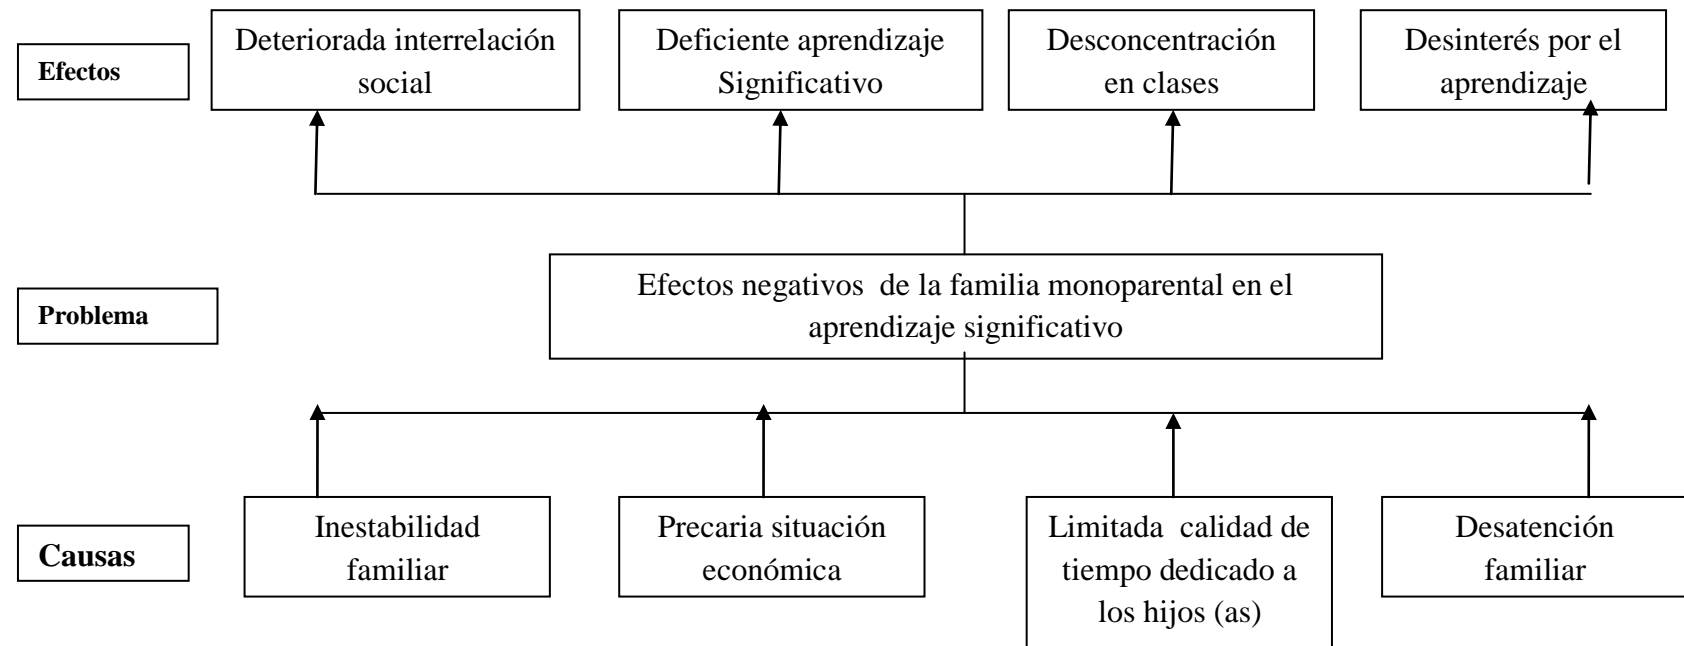 Efectos
Deteriorada interrelación
social
Deficiente aprendizaje
Significativo
Desconcentración
en clases
Desinterés por el
aprendizaje
Problema
Efectos negativos  de la familia monoparental en el
aprendizaje significativo
Causas
Inestabilidad
familiar
Precaria situación
económica
Limitada  calidad de
tiempo dedicado a
los hijos (as)
Desatención
familiar